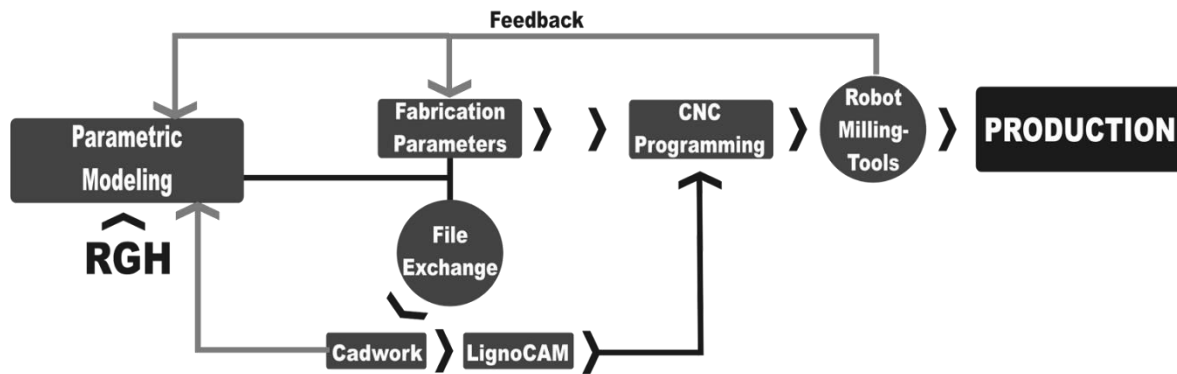 Feedback
Parametric
Modeling
RGH
Fabrication
Parameters
File
Exchange
Cadwork
LignoCAM
CNC
Programming
Robot
Milling-
Tools
PRODUCTION